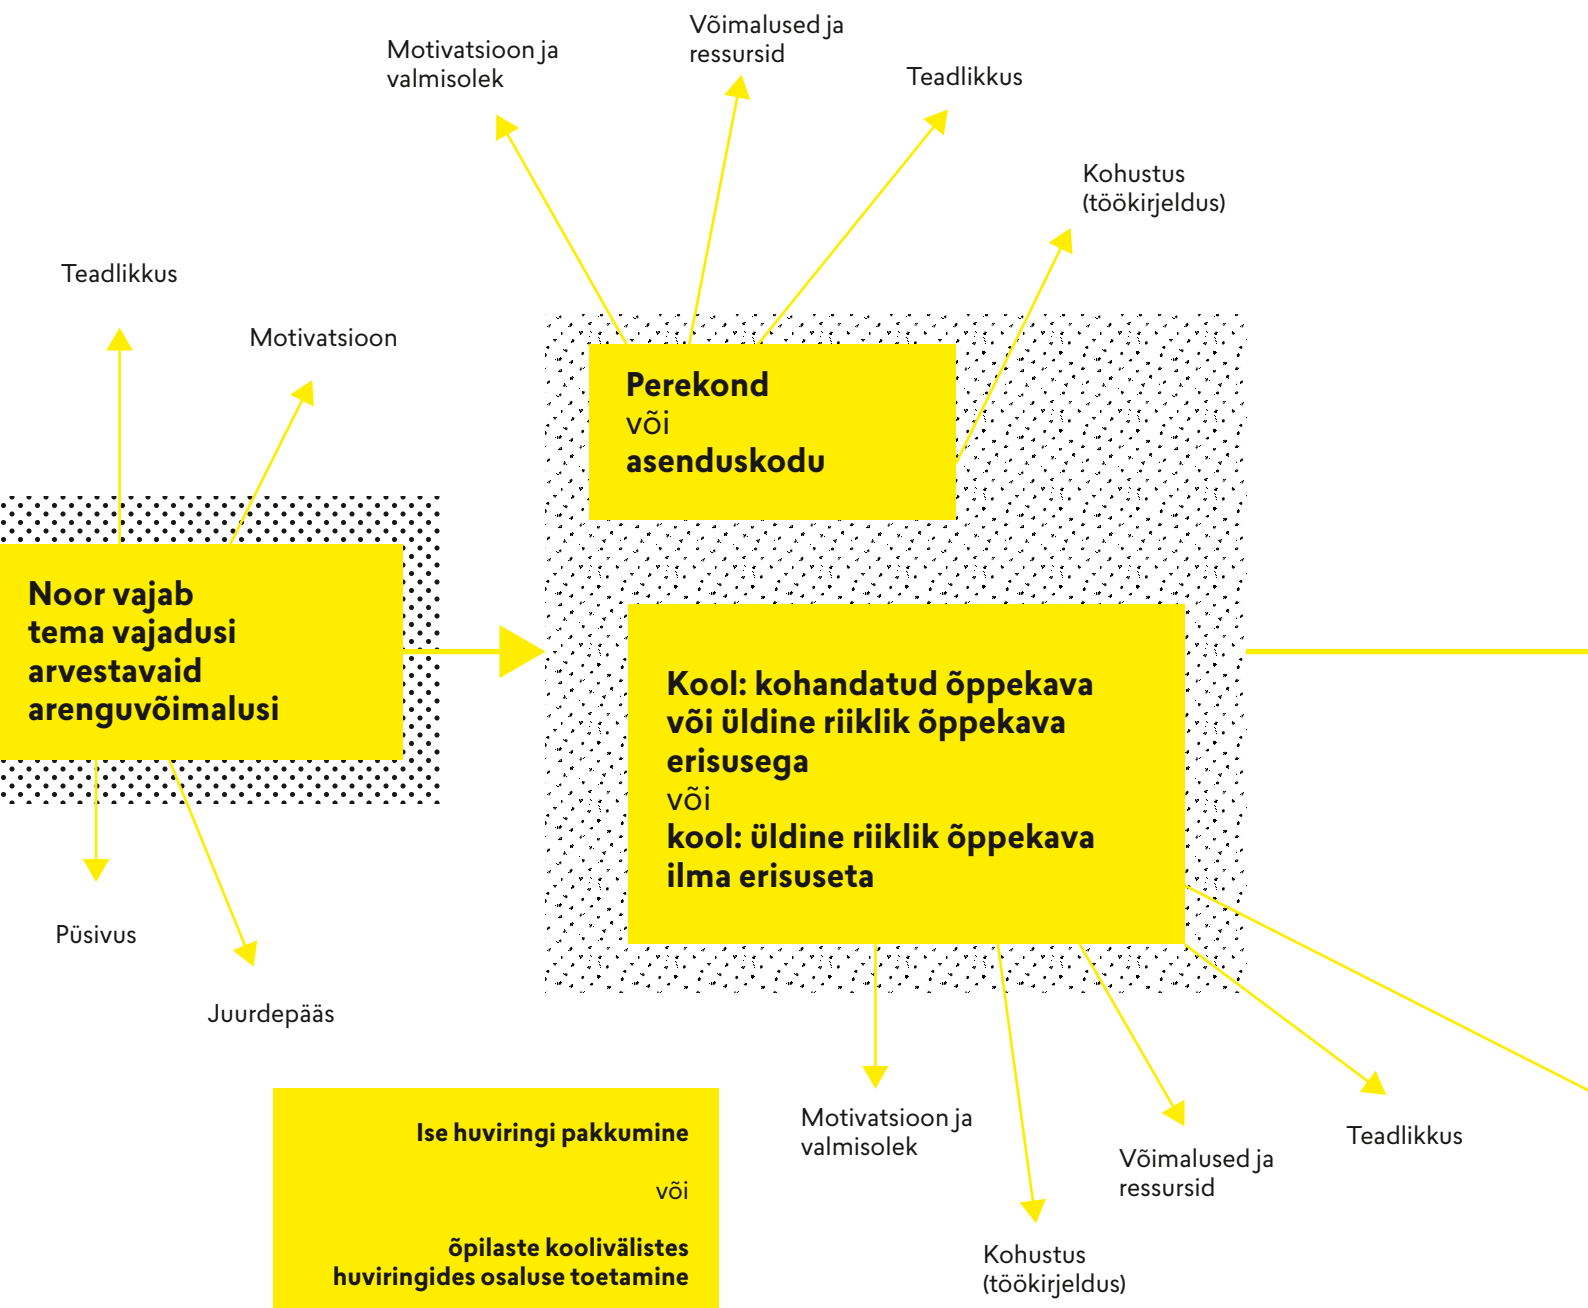 Võimalused ja
ressursid
Motivatsioon ja
valmisolek
Teadlikkus
Kohustus
(töökirjeldus)
Teadlikkus
Motivatsioon
Perekond
või
asenduskodu
Noor vajab
tema vajadusi
arvestavaid
arenguvõimalusi
Kool: kohandatud õppekava
või üldine riiklik õppekava
erisusega
või
kool: üldine riiklik õppekava
ilma erisuseta
Püsivus
Juurdepääs
Motivatsioon ja
valmisolek
Võimalused ja
ressursid
Teadlikkus
Kohustus
(töökirjeldus)
Ise huviringi pakkumine
või
õpilaste koolivälistes
huviringides osaluse toetamine